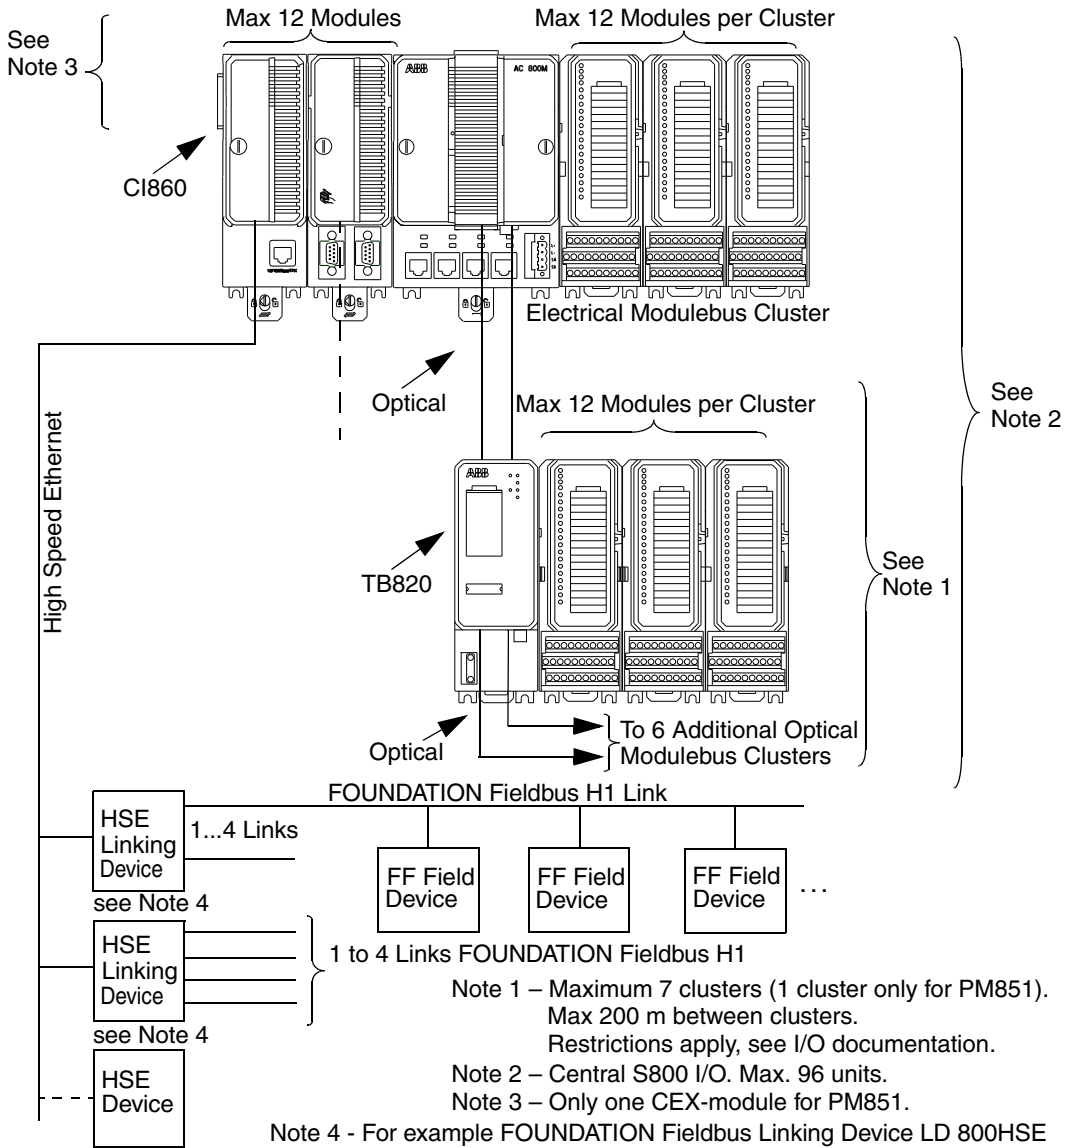 Max 12 Modules
Max 12 Modules per Cluster
See
Note 3
ABB
AC 800M
CI860
L+
L-
SA
SB
Electrical Modulebus Cluster
Optical
Max 12 Modules per Cluster
See
Note 2
High Speed Ethernet
ABB
TB820
See
Note 1
Optical
To 6 Additional Optical
Modulebus Clusters
FOUNDATION Fieldbus H1 Link
HSE
Linking
Device
1...4 Links
FF Field
Device
FF Field
Device
FF Field
Device
...
see Note 4
HSE
Linking
Device
1 to 4 Links FOUNDATION Fieldbus H1
see Note 4
HSE
Device
Note 1 – Maximum 7 clusters (1 cluster only for PM851).
Max 200 m between clusters.
Restrictions apply, see I/O documentation.
Note 2 – Central S800 I/O. Max. 96 units.
Note 3 – Only one CEX-module for PM851.
Note 4 - For example FOUNDATION Fieldbus Linking Device LD 800HSE